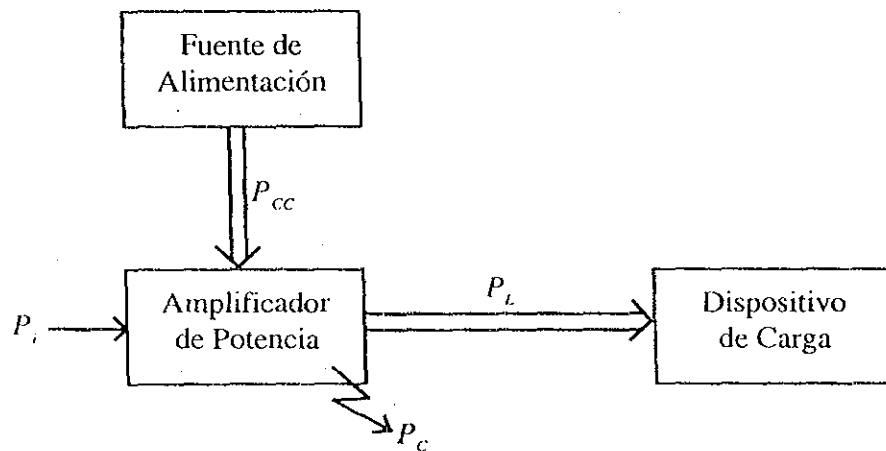 Fuente de
Alimentación
P_CC
Amplificador
de Potencia
P_i
P_L
Dispositivo
de Carga
P_C